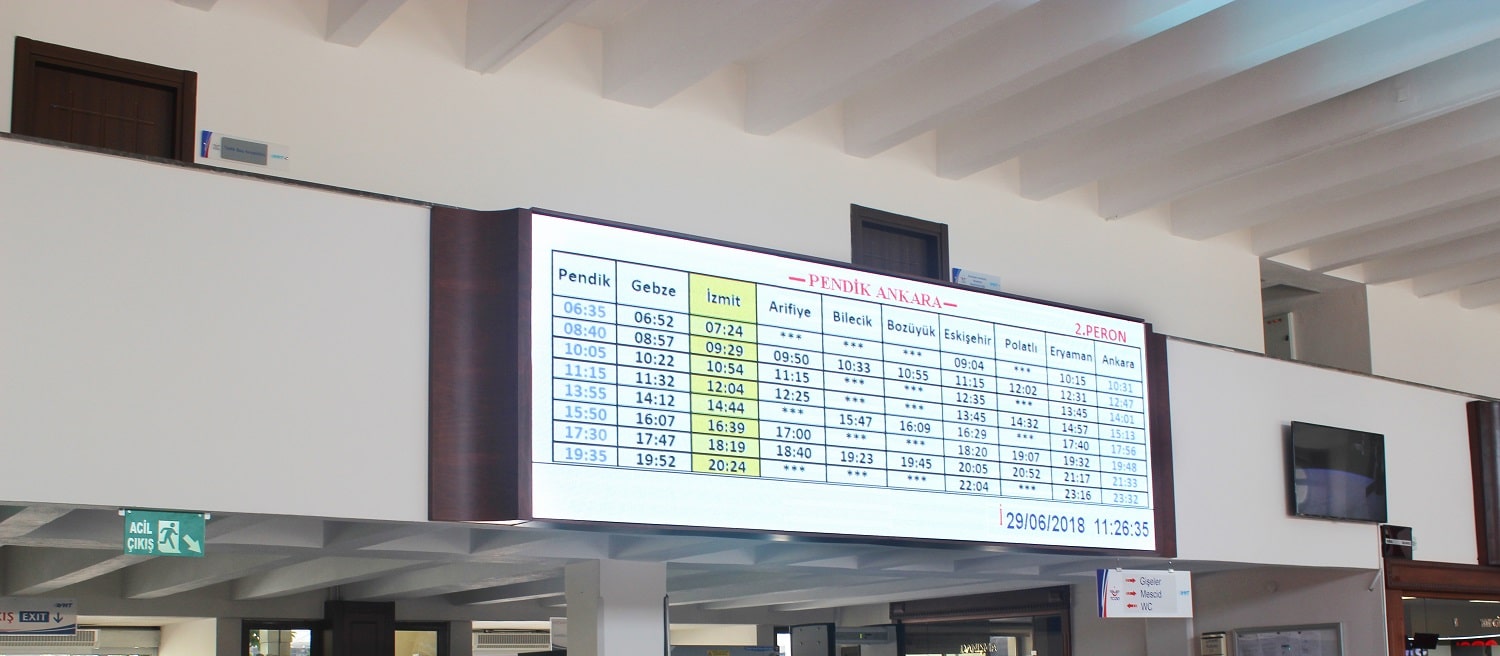 PENDİK ANKARA
2.PERON
Pendik Gebze İzmit Arifiye Bilecik Bozüyük Eskişehir Polatlı Eryaman Ankara
06:35 06:52 07:24 *** *** *** 09:04 *** 10:15 10:31
08:40 08:57 09:29 09:50 10:33 10:55 11:15 12:02 12:31 12:47
10:05 10:22 10:54 11:15 *** *** 12:35 *** 13:45 14:01
11:15 11:32 12:04 12:25 *** *** 13:45 14:32 14:57 15:13
13:55 14:12 14:44 *** 15:47 16:09 16:29 *** 17:40 17:56
15:50 16:07 16:39 17:00 *** *** 18:20 19:07 19:32 19:48
17:30 17:47 18:19 18:40 19:23 19:45 20:05 20:52 21:17 21:33
19:35 19:52 20:24 *** *** *** 22:04 *** 23:16 23:32
İ 29/06/2018 11:26:35
ACİL
ÇIKIŞ
Gişeler
Mescid
WC
EXIT
DANIŞMA